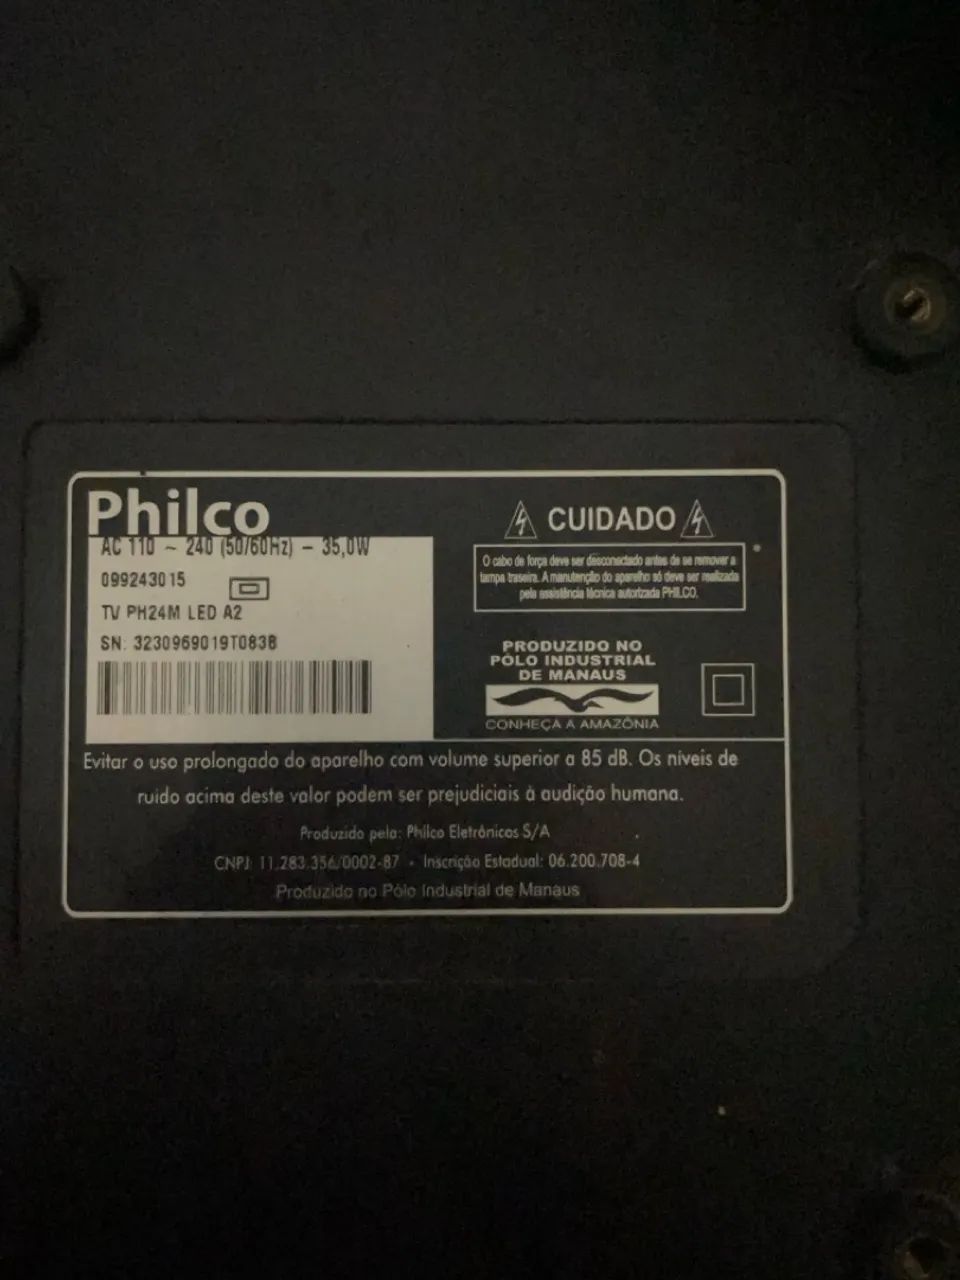 Philco
AC 110 ~ 240 (50/60Hz) – 35,0W
099243015
TV PH24M LED A2
SN: 3230969019T0838
CUIDADO
O cabo de força deve ser desconectado antes de se remover a
tampa traseira. A manutenção do aparelho só deve ser realizada
pela assistência técnica autorizada PHILCO.
PRODUZIDO NO
PÓLO INDUSTRIAL
DE MANAUS
CONHEÇA A AMAZÔNIA
Evitar o uso prolongado do aparelho com volume superior a 85 dB. Os níveis de
ruido acima deste valor podem ser prejudiciais à audição humana.
Produzido pela: Philco Eletrônicos S/A
CNPJ: 11.283.356/0002-87 - Inscrição Estadual: 06.200.708-4
Produzido no Pólo Industrial de Manaus